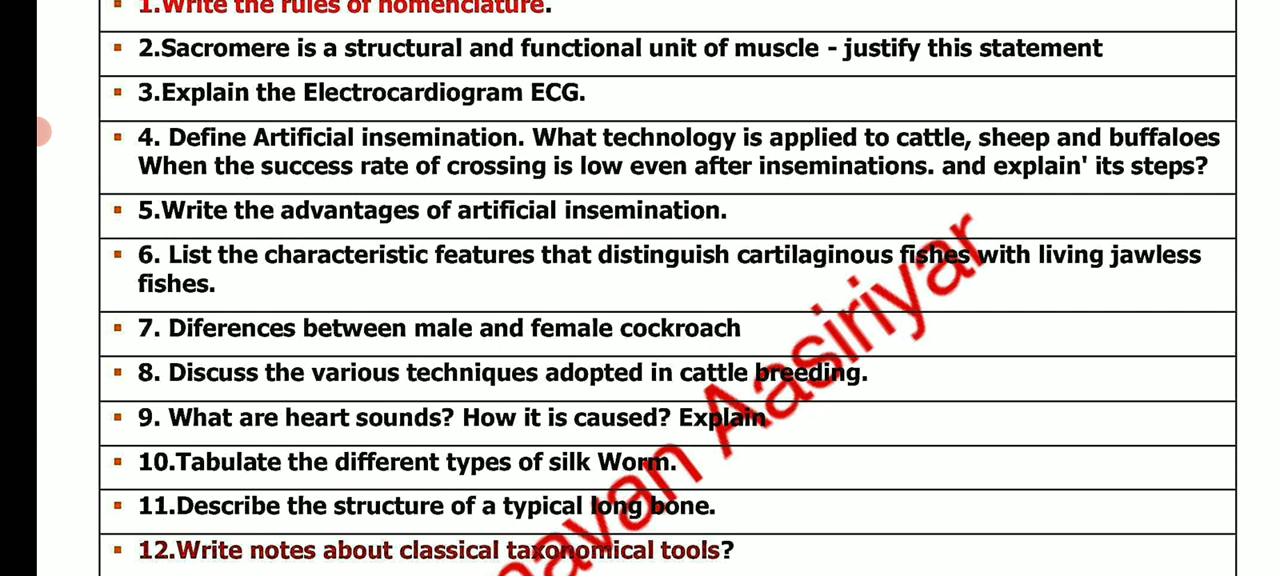 1.Write the rules of nomenclature.
2.Sacromere is a structural and functional unit of muscle - justify this statement
3.Explain the Electrocardiogram ECG.
4. Define Artificial insemination. What technology is applied to cattle, sheep and buffaloes
When the success rate of crossing is low even after inseminations. and explain' its steps?
5.Write the advantages of artificial insemination.
6. List the characteristic features that distinguish cartilaginous fishes with living jawless
fishes.
7. Diferences between male and female cockroach
8. Discuss the various techniques adopted in cattle breeding.
9. What are heart sounds? How it is caused? Explain
10.Tabulate the different types of silk Worm.
11.Describe the structure of a typical long bone.
12.Write notes about classical taxonomical tools?
Aasiriyar